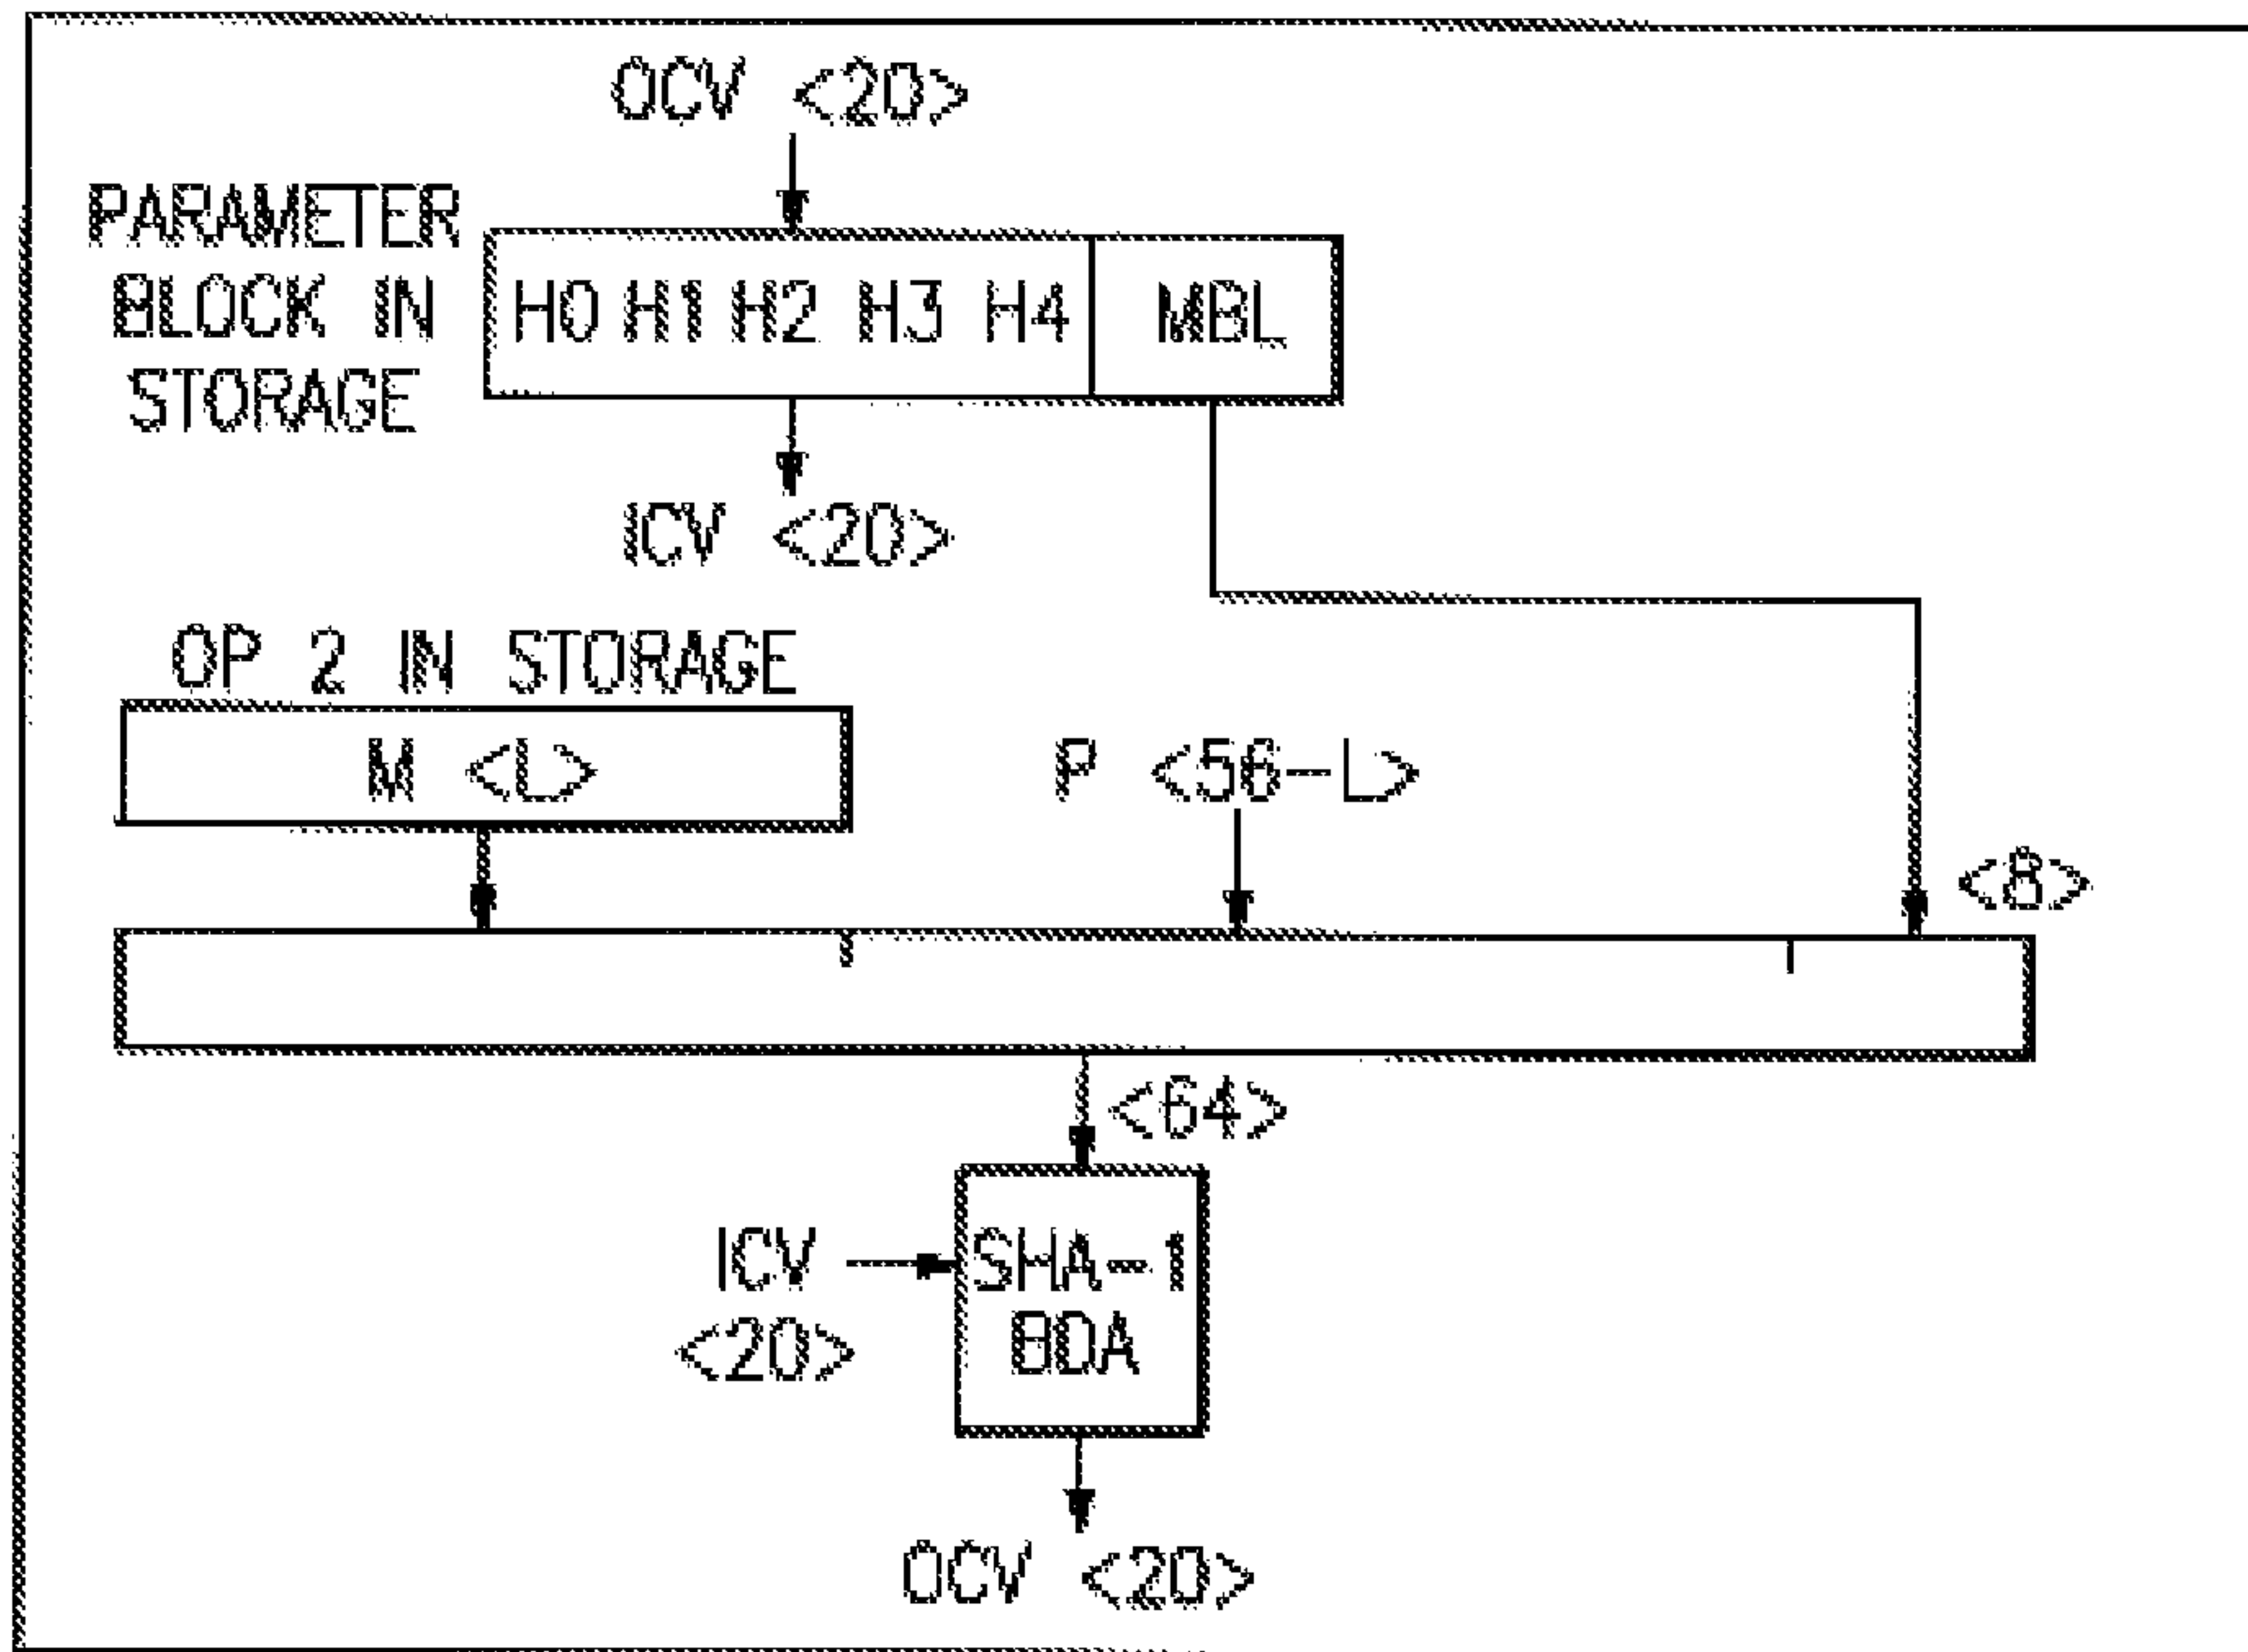 OCV <20>
PARAMETER
BLOCK IN
STORAGE
H0 H1 H2 H3 H4 MBL
ICV <20>
OP 2 IN STORAGE
M <L>
P <56-L>
<8>
<64>
ICV
<20>
SHA-1
BDA
OCV <20>